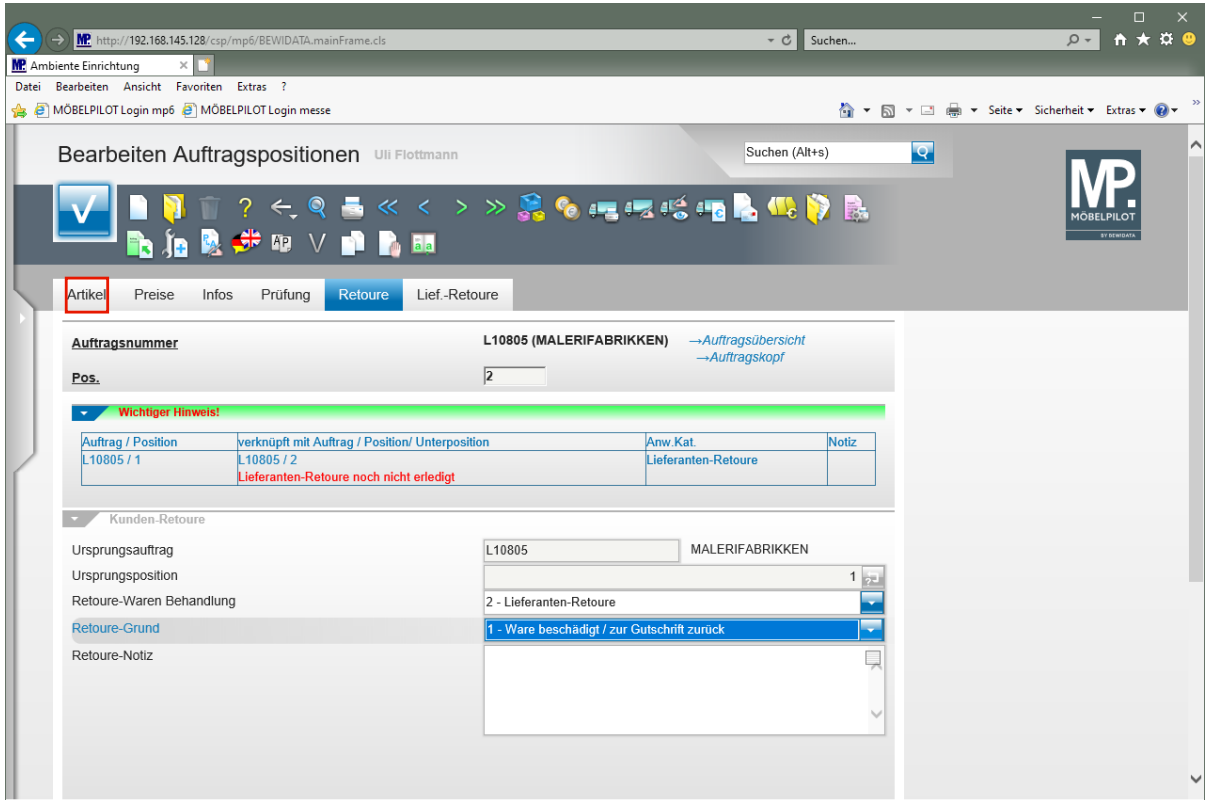 http://192.168.145.128/csp/mp6/BEWIDATA.mainFrame.cls
Suchen...
MP. Ambiente Einrichtung
Datei Bearbeiten Ansicht Favoriten Extras ?
MÖBELPILOT Login mp6 MÖBELPILOT Login messe
Seite Sicherheit Extras
Bearbeiten Auftragspositionen Uli Flottmann
Suchen (Alt+s)
MP.
MÖBELPILOT
BY BEWIDATA
Artikel Preise Infos Prüfung Retoure Lief.-Retoure
Auftragsnummer L10805 (MALERIFABRIKKEN) →Auftragsübersicht
→Auftragskopf
Pos. 2
Wichtiger Hinweis!
Auftrag / Position verknüpft mit Auftrag / Position/ Unterposition Anw.Kat. Notiz
L10805 / 1 L10805 / 2 Lieferanten-Retoure
Lieferanten-Retoure noch nicht erledigt
Kunden-Retoure
Ursprungsauftrag L10805 MALERIFABRIKKEN
Ursprungsposition 1
Retoure-Waren Behandlung 2 - Lieferanten-Retoure
Retoure-Grund 1 - Ware beschädigt / zur Gutschrift zurück
Retoure-Notiz